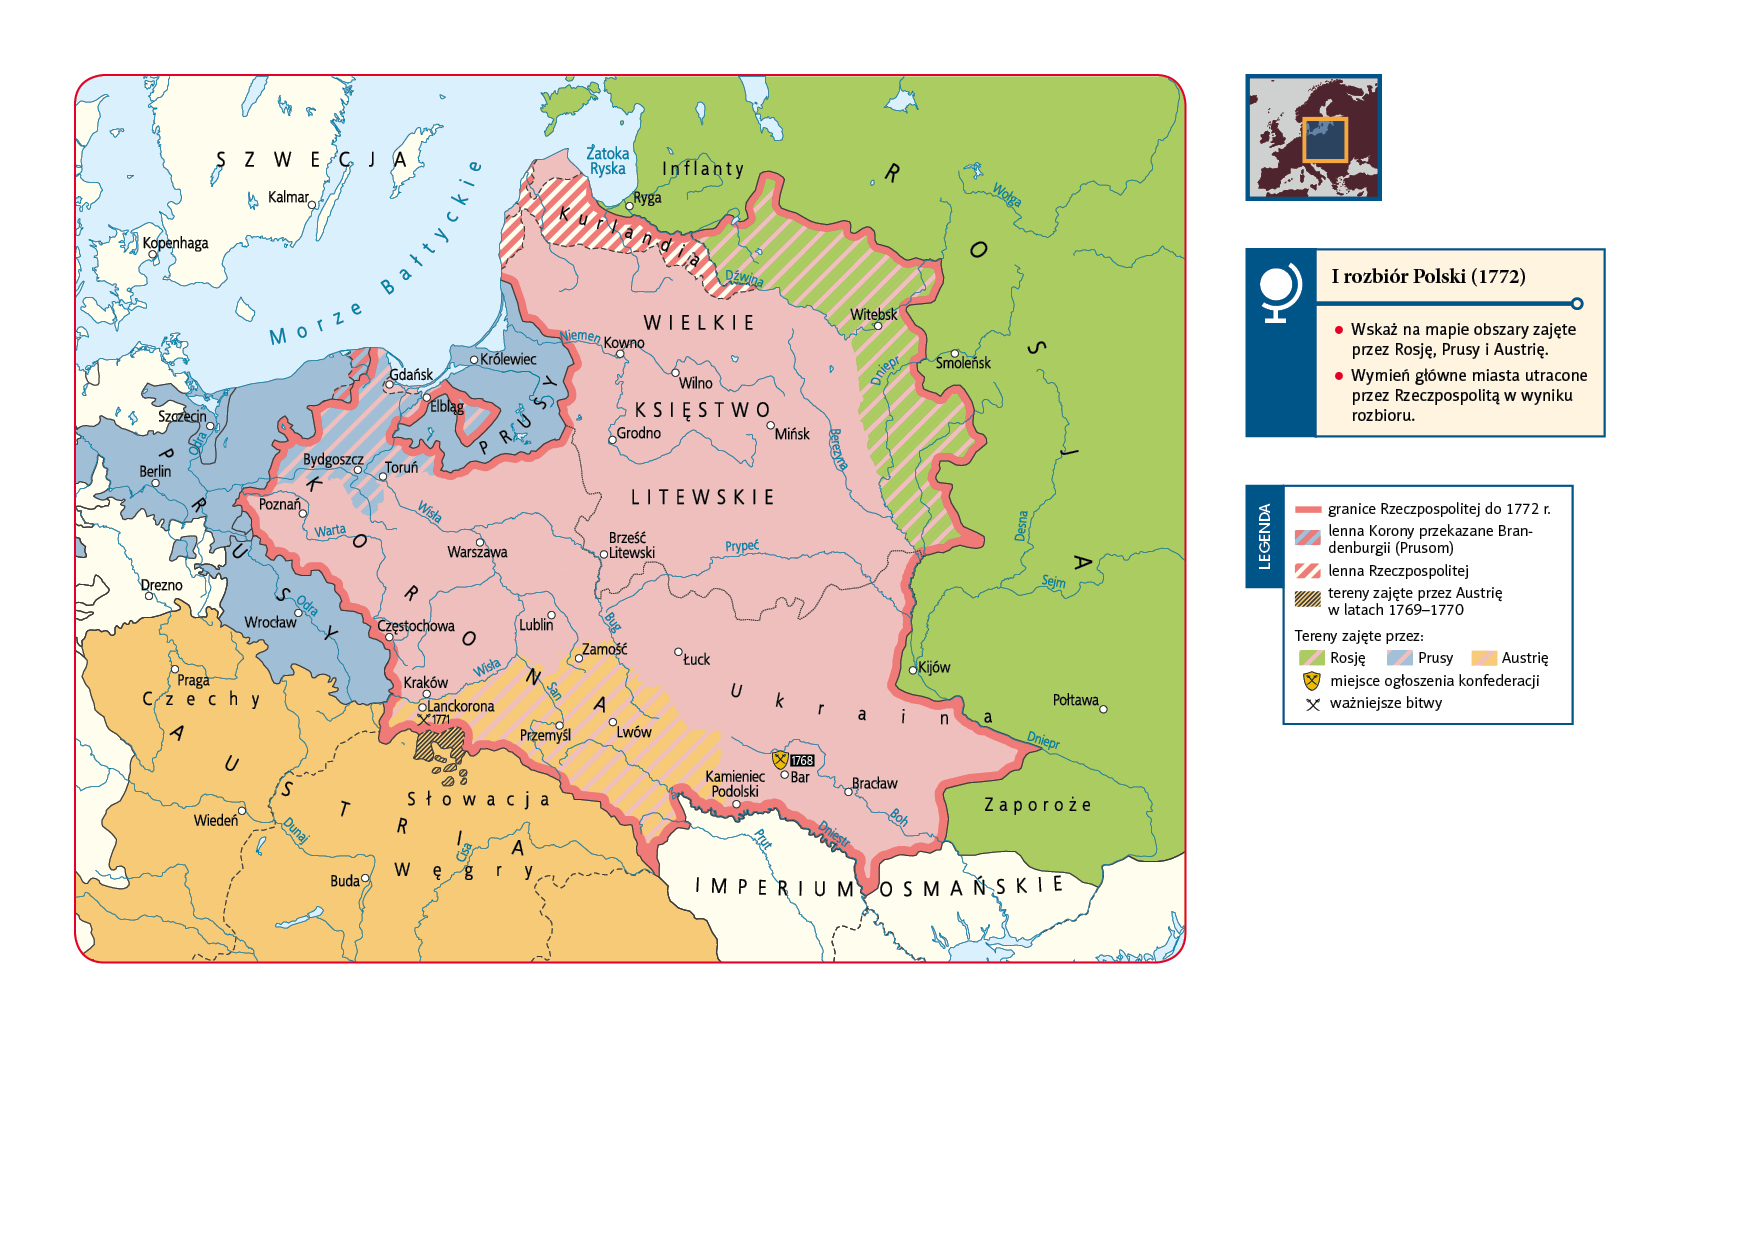 SZWECJA
Kalmar
Kopenhaga
Morze Bałtyckie
Zatoka
Ryska
Inflanty
Ryga
Kurlandia
Dźwina
ROSJA
Wołga
WIELKIE
KSIĘSTWO
LITEWSKIE
Witebsk
Dniepr
Smoleńsk
Niemen
Kowno
Wilno
Grodno
Mińsk
Berezyna
Królewiec
Gdańsk
Elbląg
PRUSY
Szczecin
Odra
Berlin
PRUSY
Bydgoszcz
Toruń
Poznań
Warta
Wisła
Warszawa
KORONA
Brześć
Litewski
Prypeć
Desna
Sejm
Drezno
Wrocław
Odra
Częstochowa
Lublin
Bug
Zamość
Łuck
Kijów
Ukraina
Połtawa
Dniepr
Praga
Czechy
Kraków
Wisła
San
Lanckorona
1771
Przemyśl
Lwów
1768
Bar
Kamieniec
Podolski
Bracław
Boh
Dniestr
Prut
Zaporoże
AUSTRIA
Słowacja
Wiedeń
Dunaj
Cisa
Węgry
Buda
IMPERIUM OSMAŃSKIE
I rozbiór Polski (1772)
● Wskaż na mapie obszary zajęte
przez Rosję, Prusy i Austrię.
● Wymień główne miasta utracone
przez Rzeczpospolitą w wyniku
rozbioru.
LEGENDA
granice Rzeczpospolitej do 1772 r.
lenna Korony przekazane Bran-
denburgii (Prusom)
lenna Rzeczpospolitej
tereny zajęte przez Austrię
w latach 1769–1770
Tereny zajęte przez:
Rosję Prusy Austrię
miejsce ogłoszenia konfederacji
ważniejsze bitwy